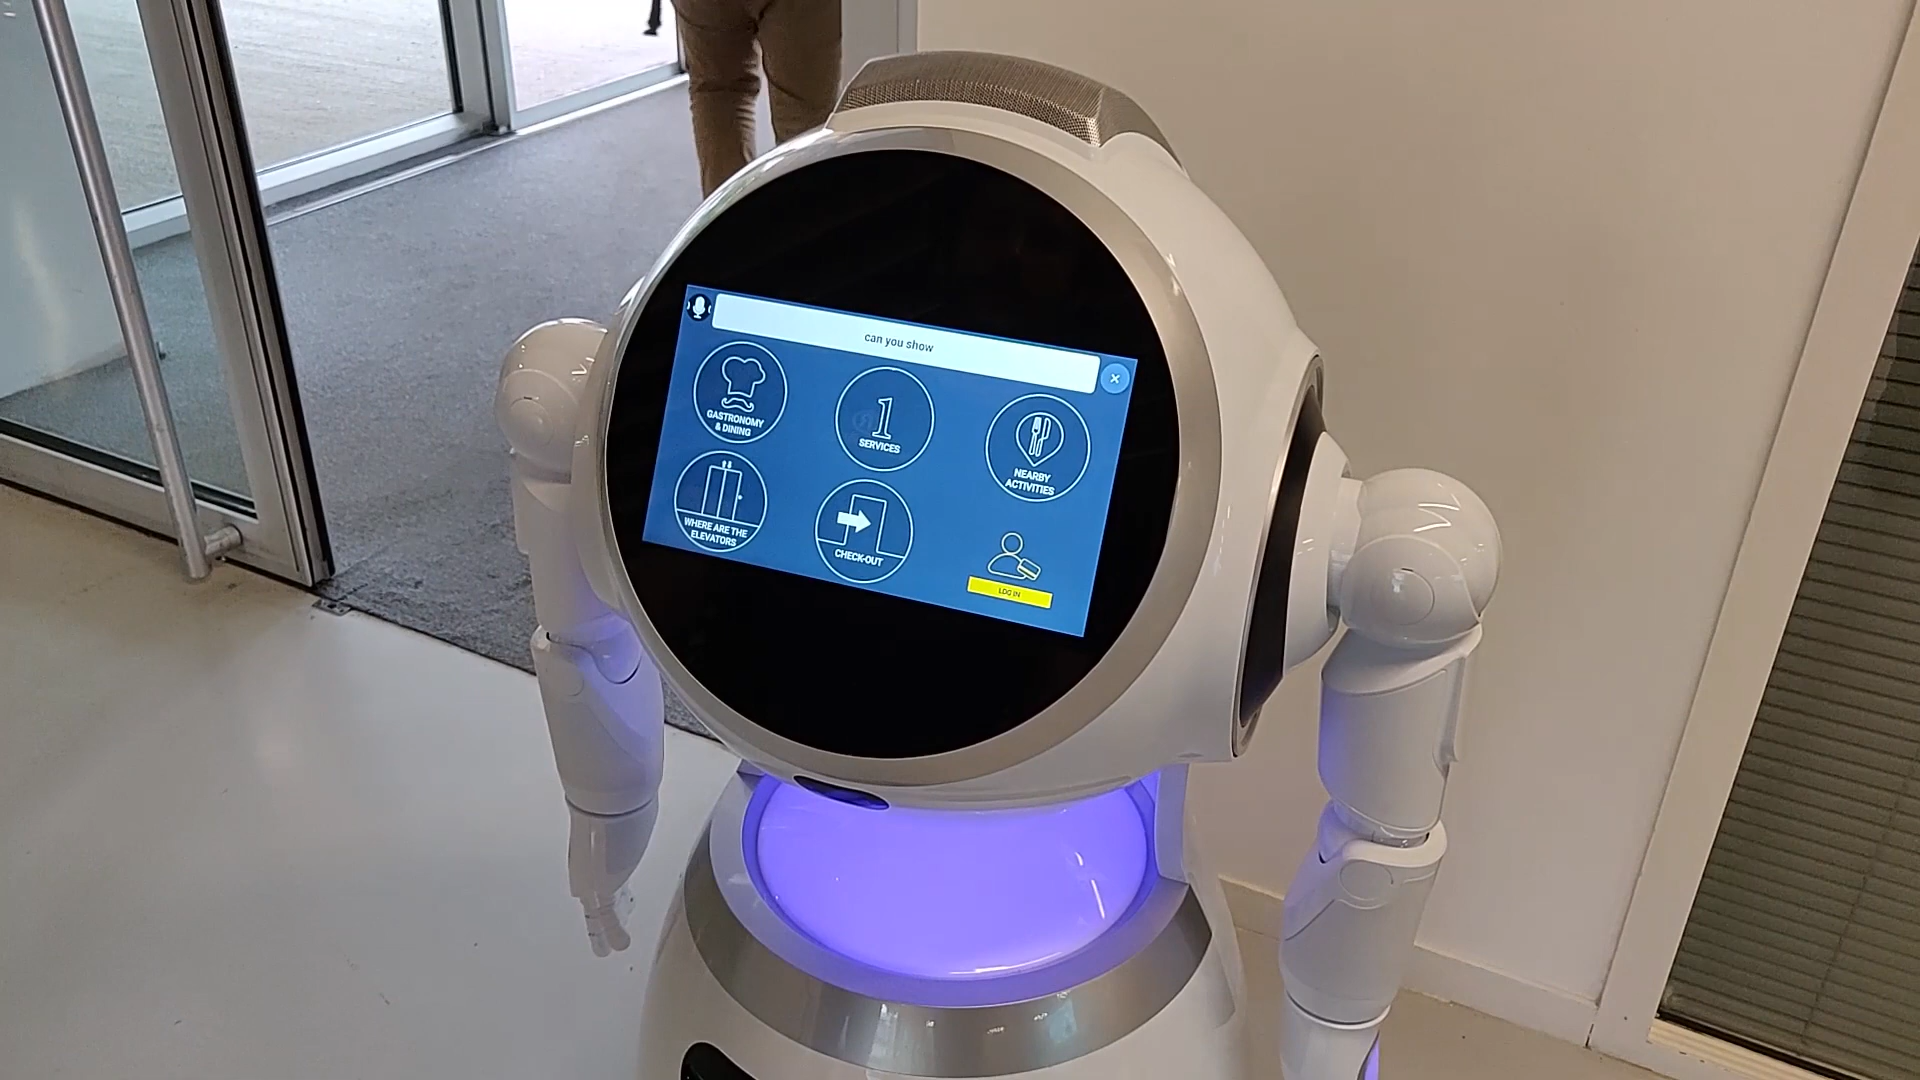 can you show
GASTRONOMY
& DINING
1
SERVICES
NEARBY
ACTIVITIES
WHERE ARE THE
ELEVATORS
CHECK-OUT
LOG IN